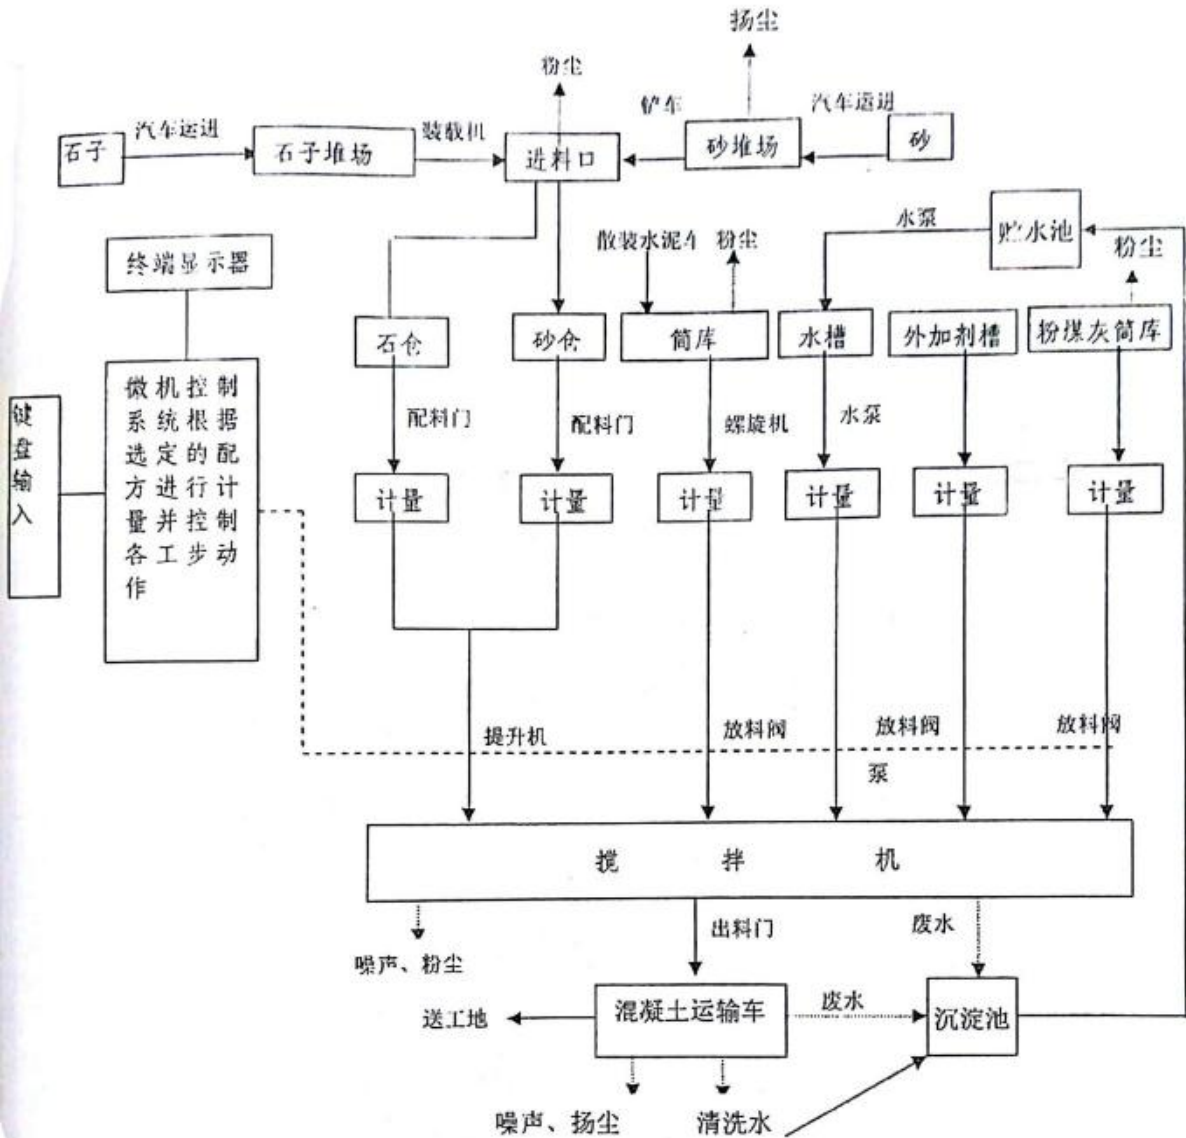 扬尘
粉尘
铲车
汽车运进
石子
汽车运进
石子堆场
装载机
进料口
砂堆场
砂
终端显示器
散装水泥车
粉尘
水泵
贮水池
粉尘
石仓
砂仓
筒库
水槽
外加剂槽
粉煤灰筒库
键盘输入
微机控制
系统根据
选定的配
方进行计
量并控制
各工步动
作
配料门
配料门
螺旋机
水泵
计量
计量
计量
计量
计量
计量
提升机
放料阀
放料阀
放料阀
泵
搅拌机
出料门
废水
噪声、粉尘
送工地
混凝土运输车
废水
沉淀池
噪声、扬尘
清洗水